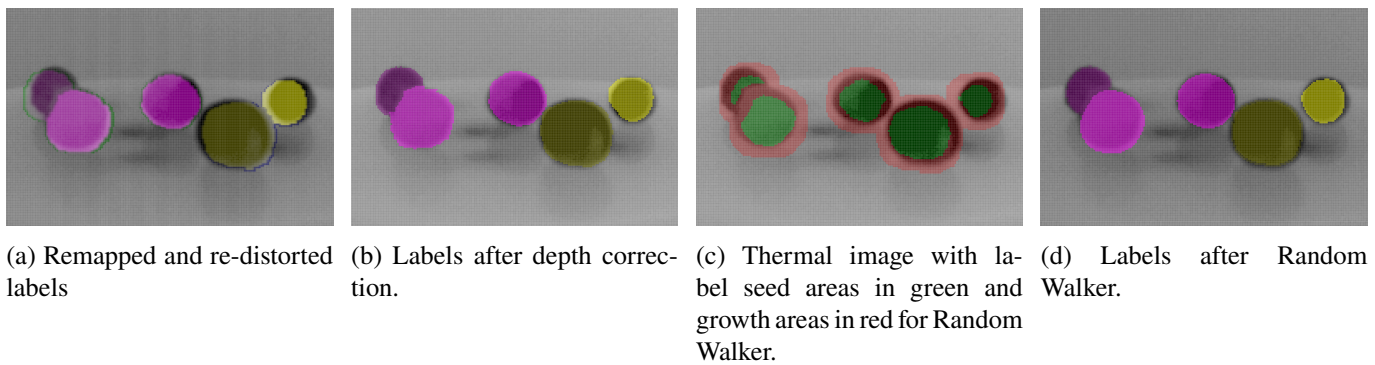 (a) Remapped and re-distorted
labels
(b) Labels after depth correc-
tion.
(c) Thermal image with la-
bel seed areas in green and
growth areas in red for Random
Walker.
(d) Labels after Random
Walker.